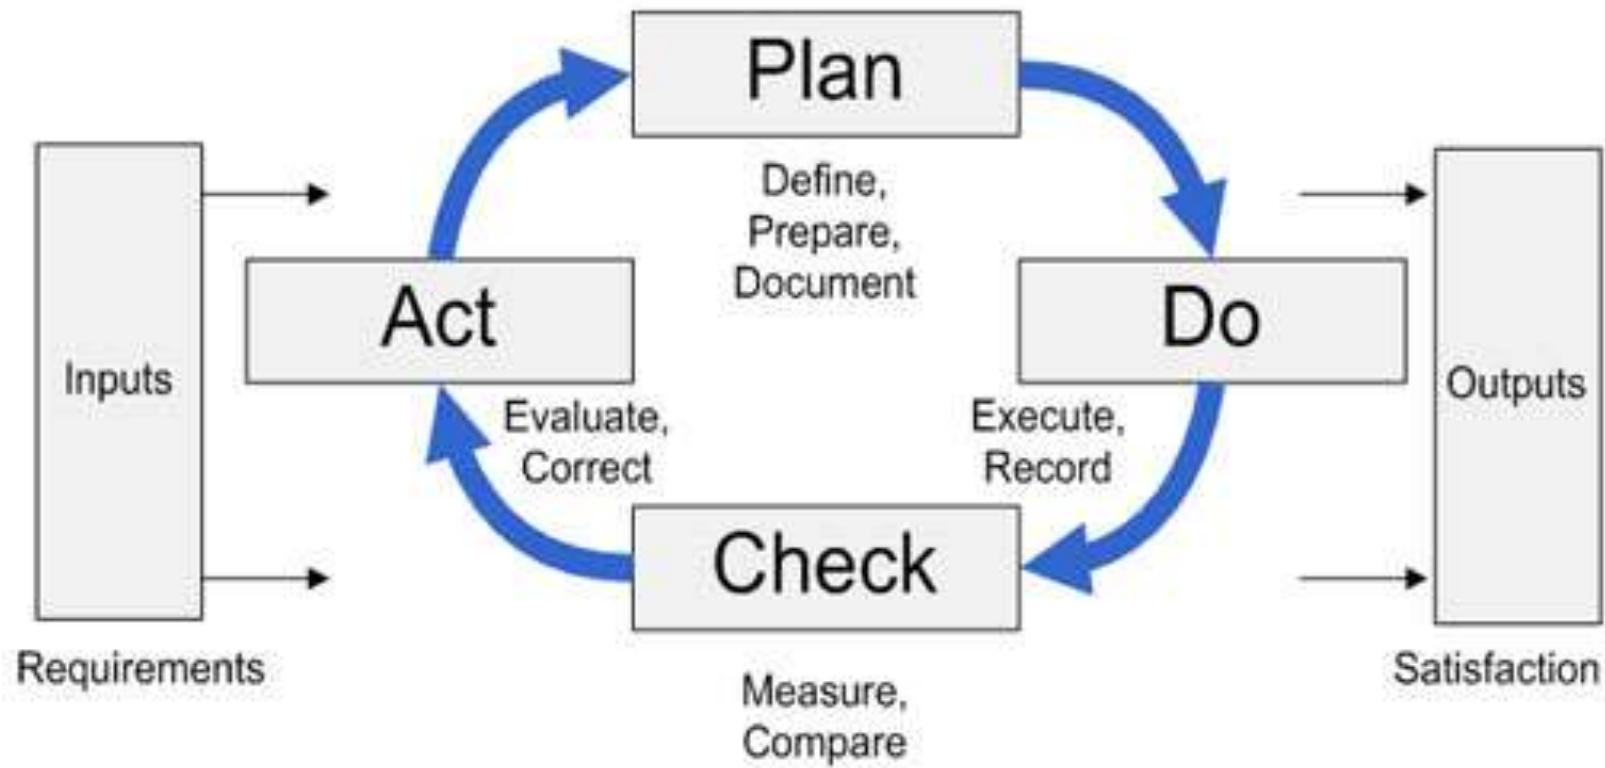 Plan
Define,
Prepare,
Document
Act
Do
Inputs
Outputs
Evaluate,
Correct
Execute,
Record
Check
Requirements
Satisfaction
Measure,
Compare